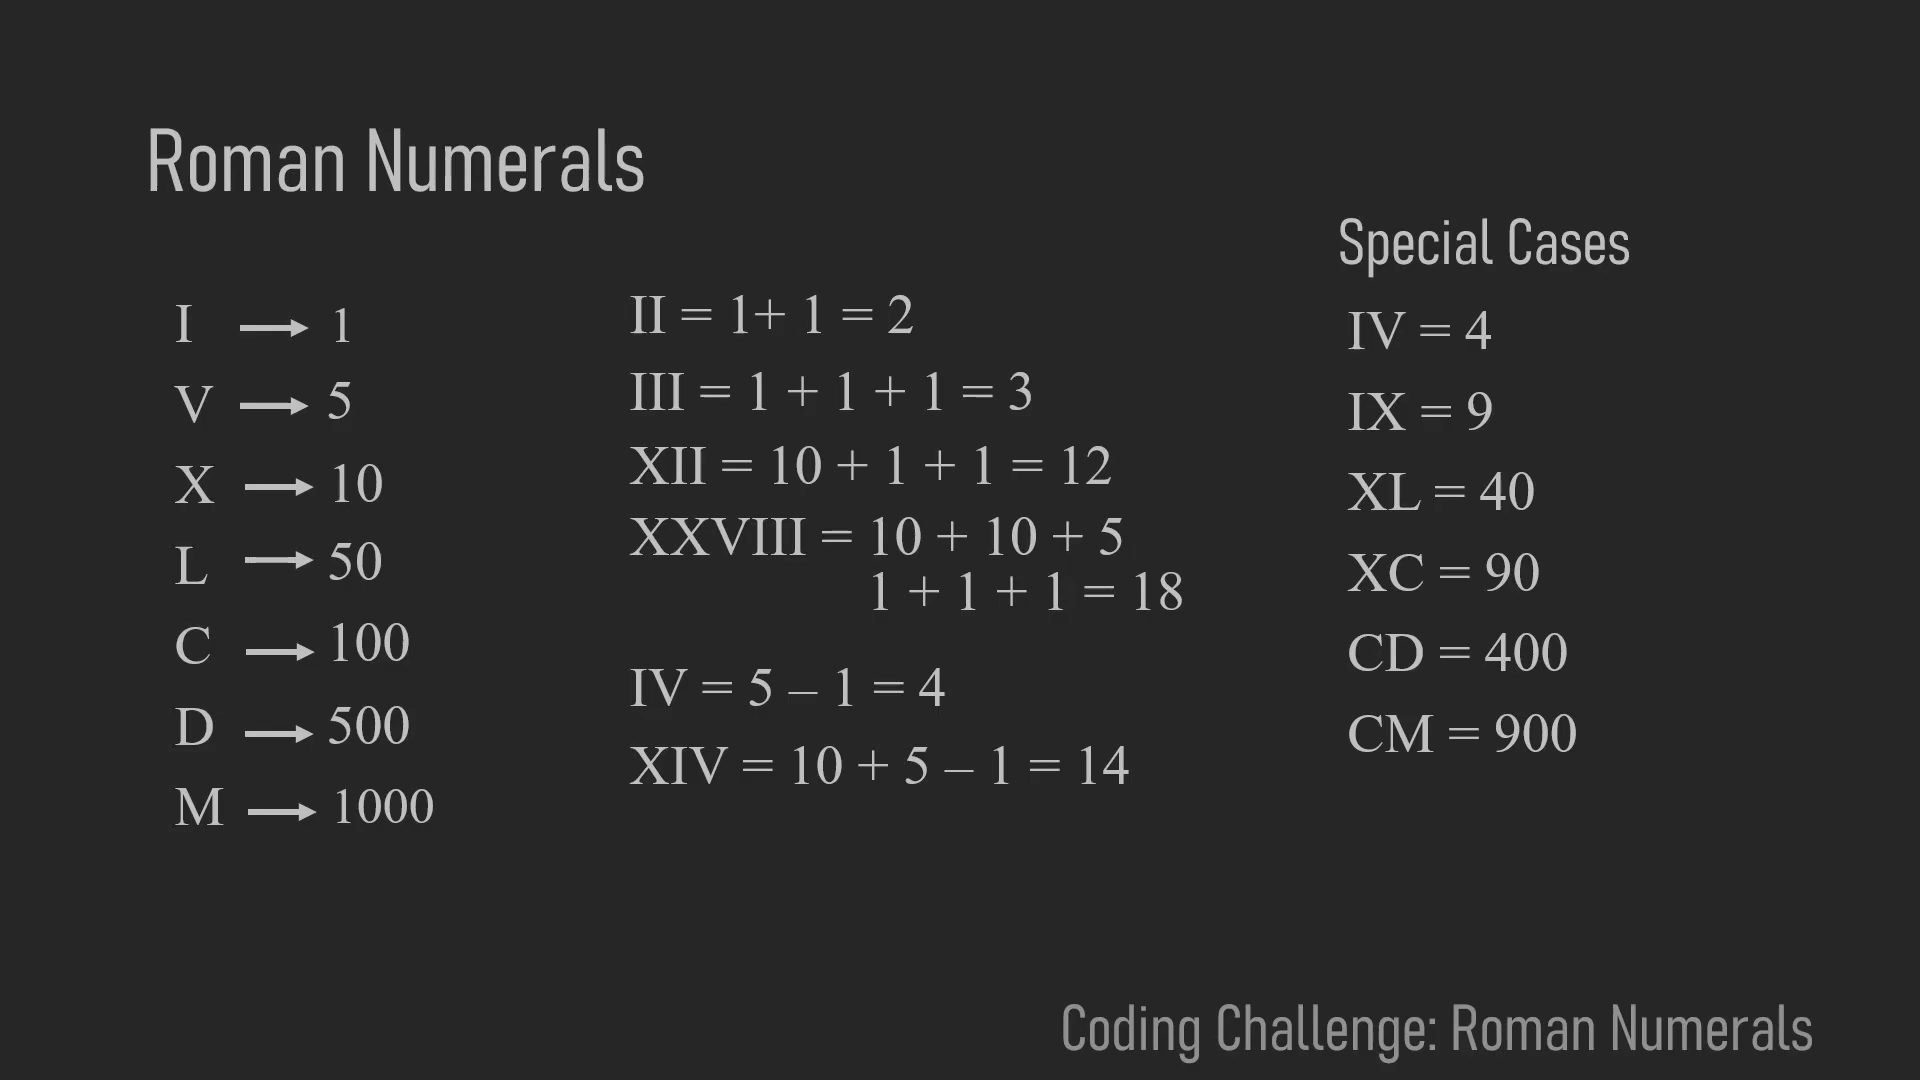 Roman Numerals
I → 1
V → 5
X → 10
L → 50
C → 100
D → 500
M → 1000
II = 1+ 1 = 2
III = 1 + 1 + 1 = 3
XII = 10 + 1 + 1 = 12
XXVIII = 10 + 10 + 5
1 + 1 + 1 = 18
IV = 5 – 1 = 4
XIV = 10 + 5 – 1 = 14
Special Cases
IV = 4
IX = 9
XL = 40
XC = 90
CD = 400
CM = 900
Coding Challenge: Roman Numerals